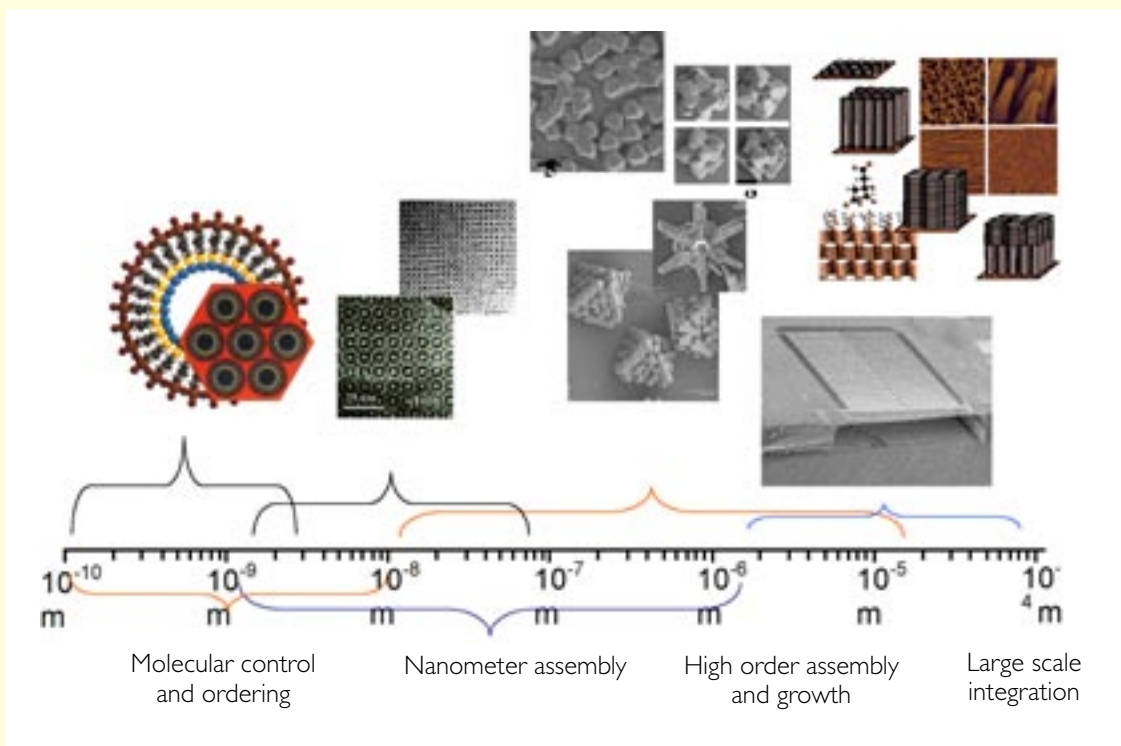 10-10
m
10-9
m
10-8
m
10-7
m
10-6
m
10-5
m
10-
4 m
Molecular control
and ordering
Nanometer assembly
High order assembly
and growth
Large scale
integration